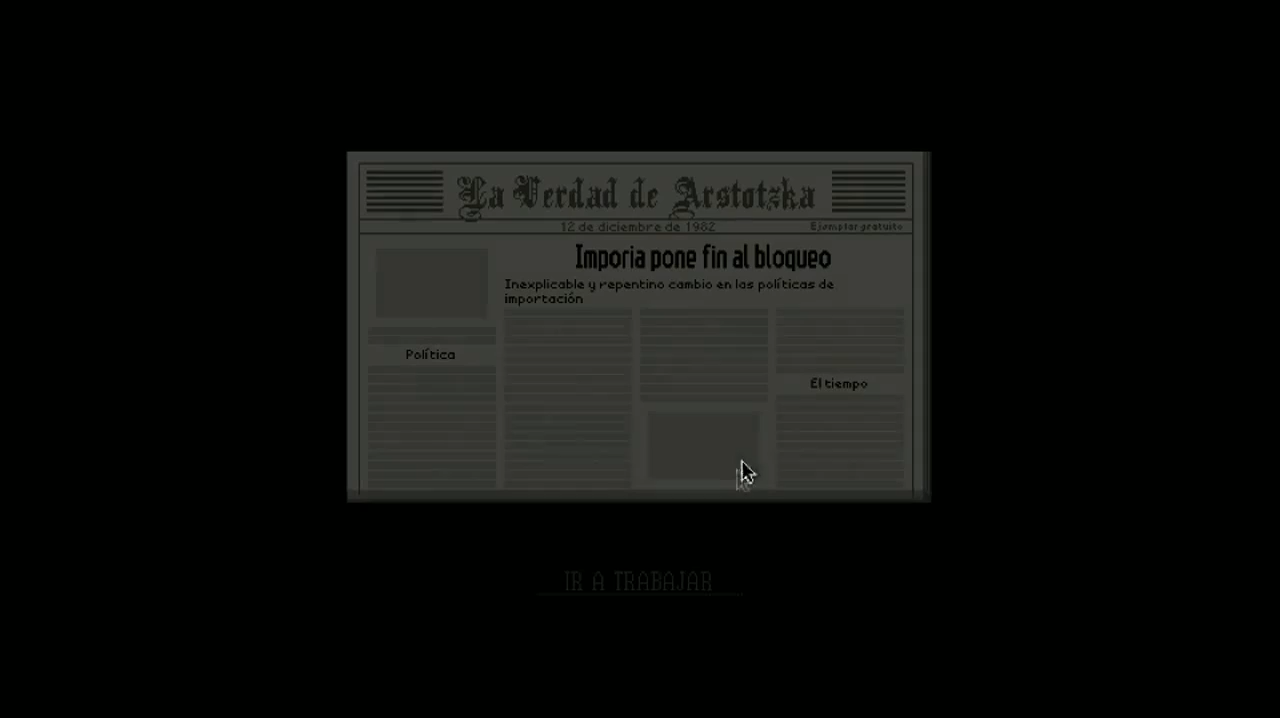 La Verdad de Arstotzka
12 de diciembre de 1982
Ejemplar gratuito
Imporia pone fin al bloqueo
Inexplicable y repentino cambio en las políticas de
importación
Política
El tiempo
IR A TRABAJAR